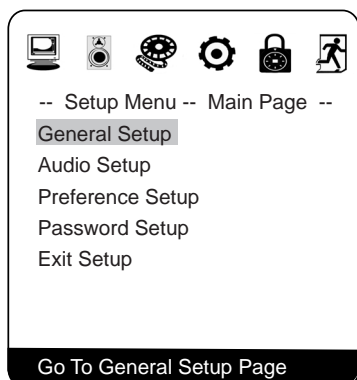 -- Setup Menu -- Main Page --
General Setup
Audio Setup
Preference Setup
Password Setup
Exit Setup
Go To General Setup Page